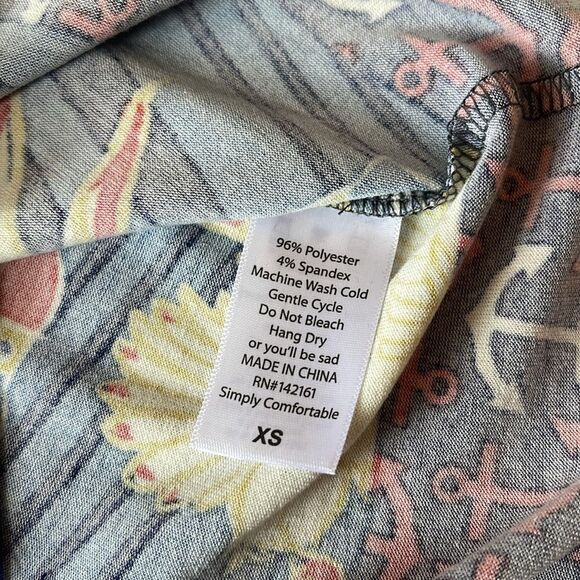 96% Polyester
4% Spandex
Machine Wash Cold
Gentle Cycle
Do Not Bleach
Hang Dry
or you'll be sad
MADE IN CHINA
RN#142161
Simply Comfortable
XS